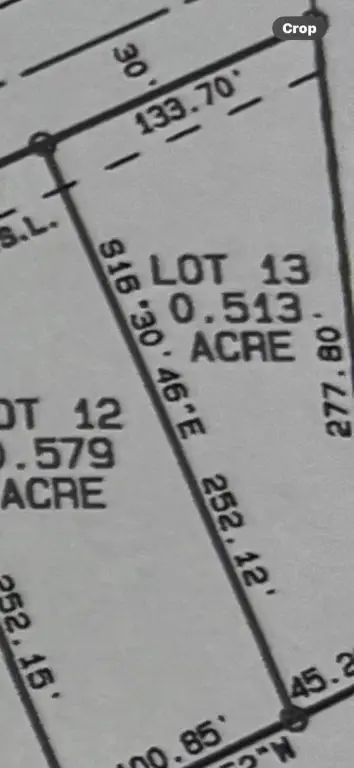 Crop
30'
133.70'
S.L.
LOT 13
0.513
ACRE
S16°30'46"E
277.80
OT 12
.579
ACRE
252.12'
252.15'
45.2
00.85'
2"W